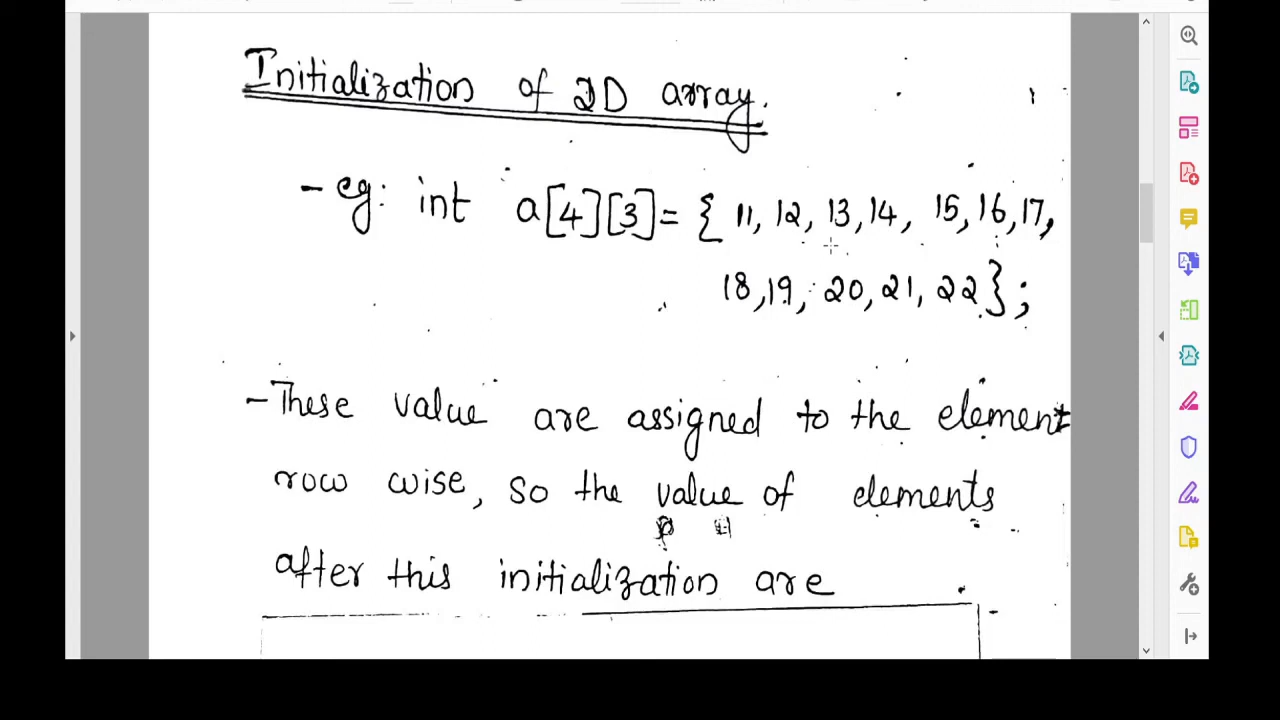 Initialization of 2D array.
- eg: int a[4][3] = { 11, 12, 13, 14, 15, 16, 17,
18, 19, 20, 21, 22 };
- These value are assigned to the element
row wise, so the value of elements
after this initialization are